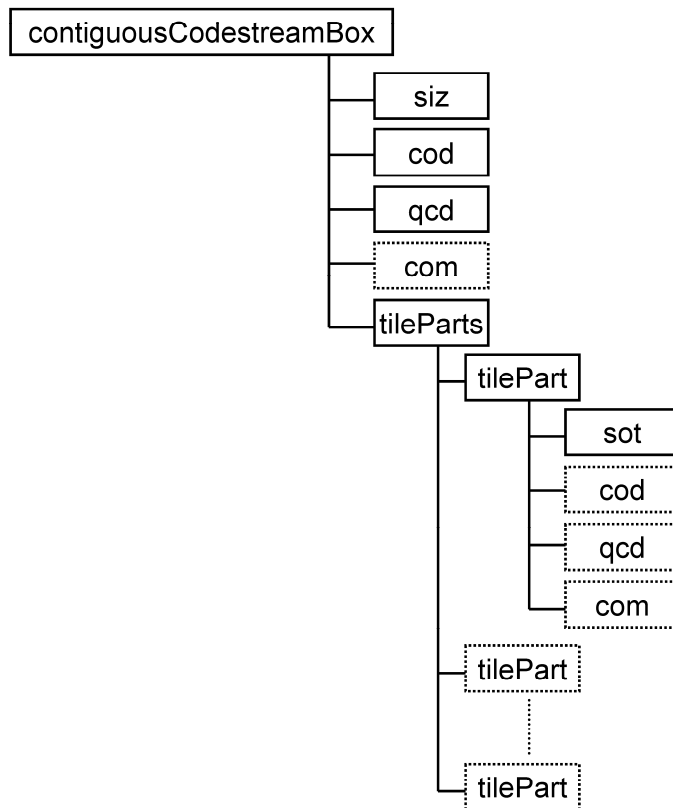 contiguousCodestreamBox
siz
cod
qcd
com
tileParts
tilePart
sot
cod
qcd
com
tilePart
tilePart